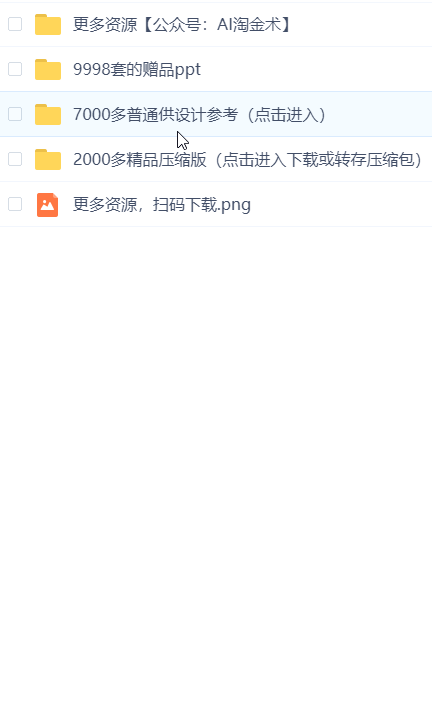 更多资源【公众号：AI淘金术】
9998套的赠品ppt
7000多普通供设计参考（点击进入）
2000多精品压缩版（点击进入下载或转存压缩包）
更多资源，扫码下载.png